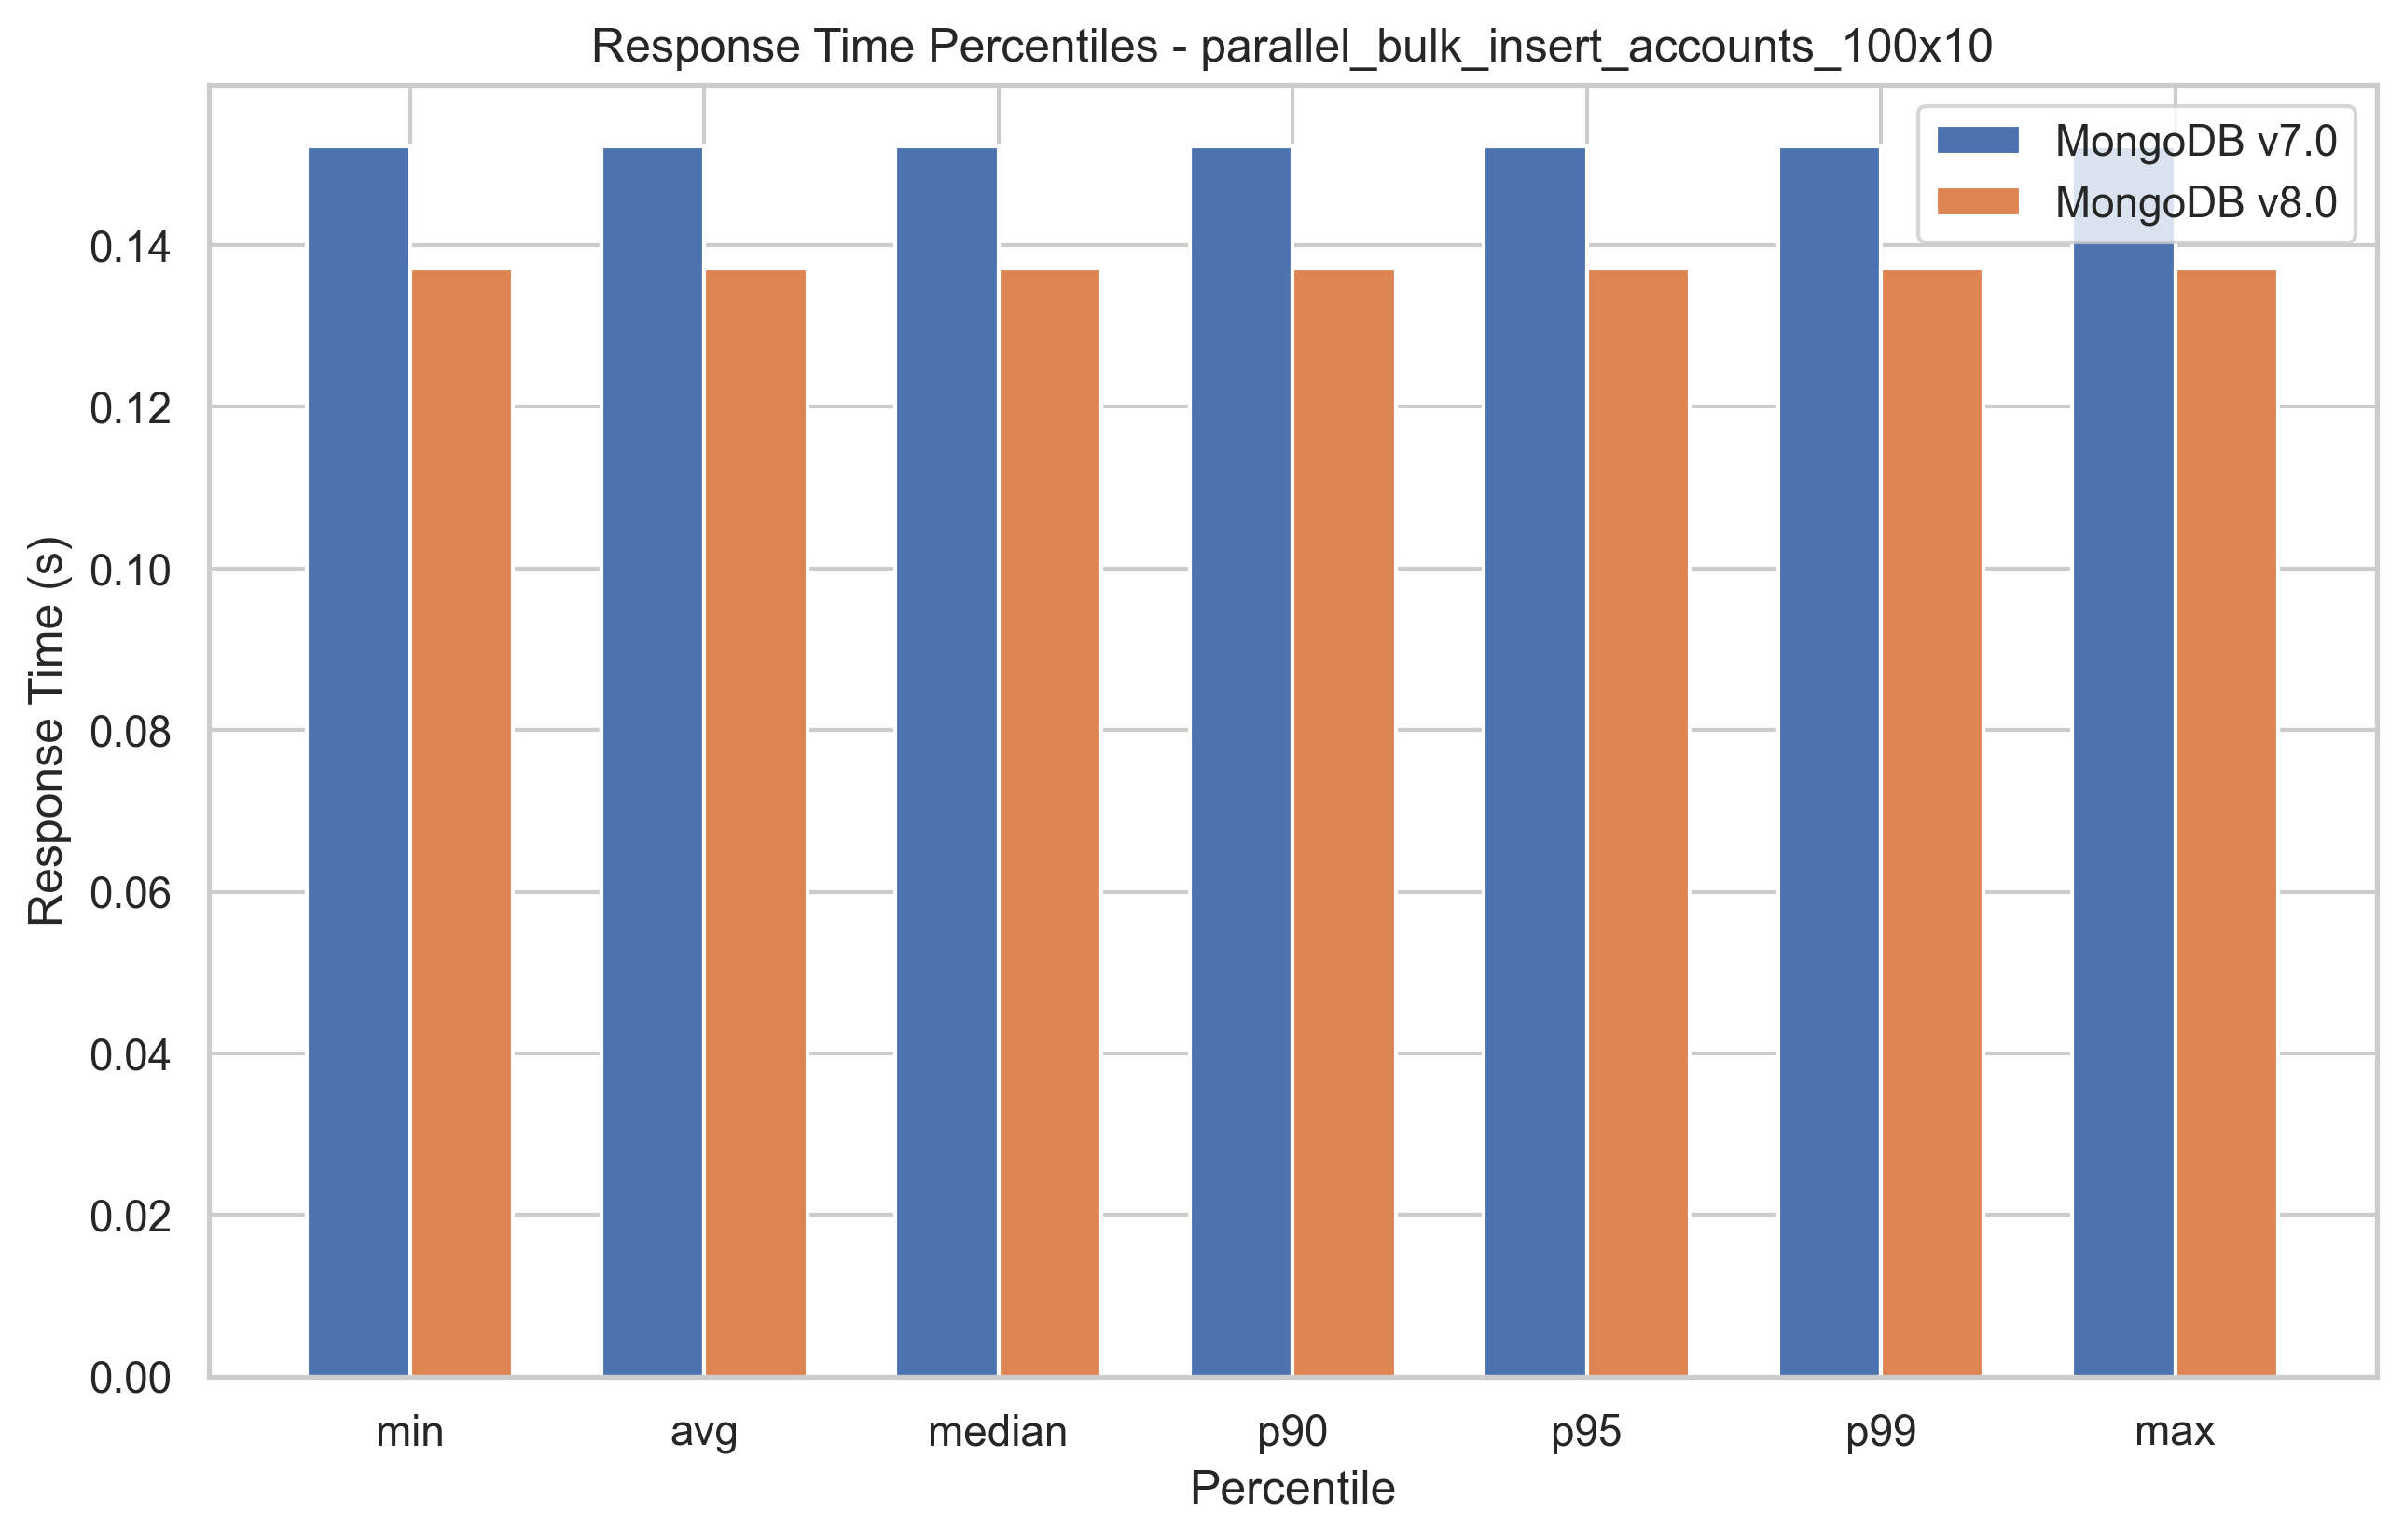 Response Time Percentiles - parallel_bulk_insert_accounts_100x10
MongoDB v7.0
MongoDB v8.0
0.14
0.12
0.10
0.08
0.06
0.04
0.02
0.00
Response Time (s)
min
avg
median
p90
p95
p99
max
Percentile